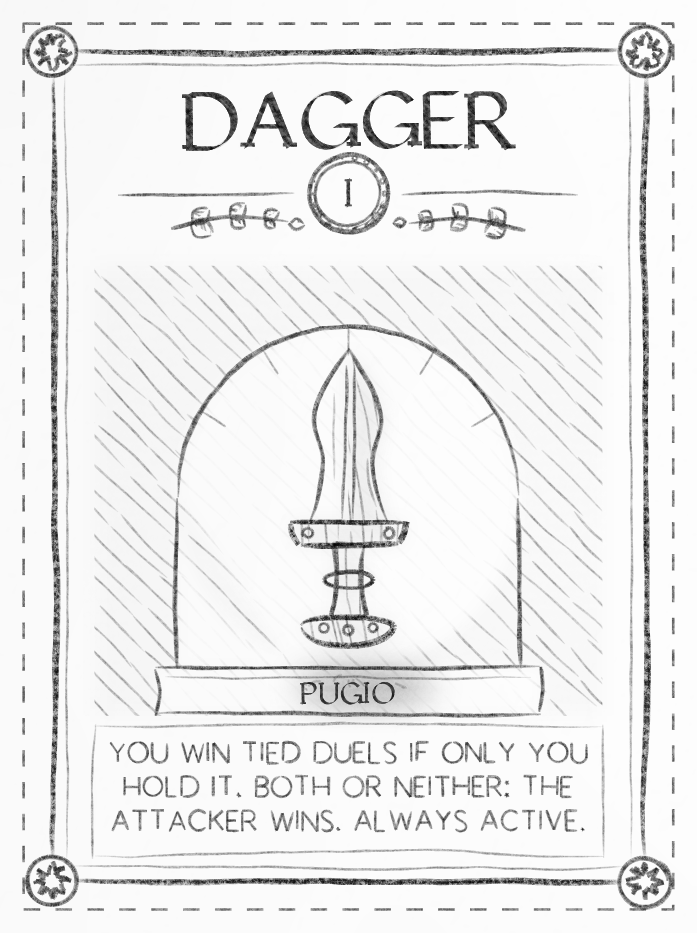 DAGGER
I
PUGIO
YOU WIN TIED DUELS IF ONLY YOU
HOLD IT. BOTH OR NEITHER: THE
ATTACKER WINS. ALWAYS ACTIVE.